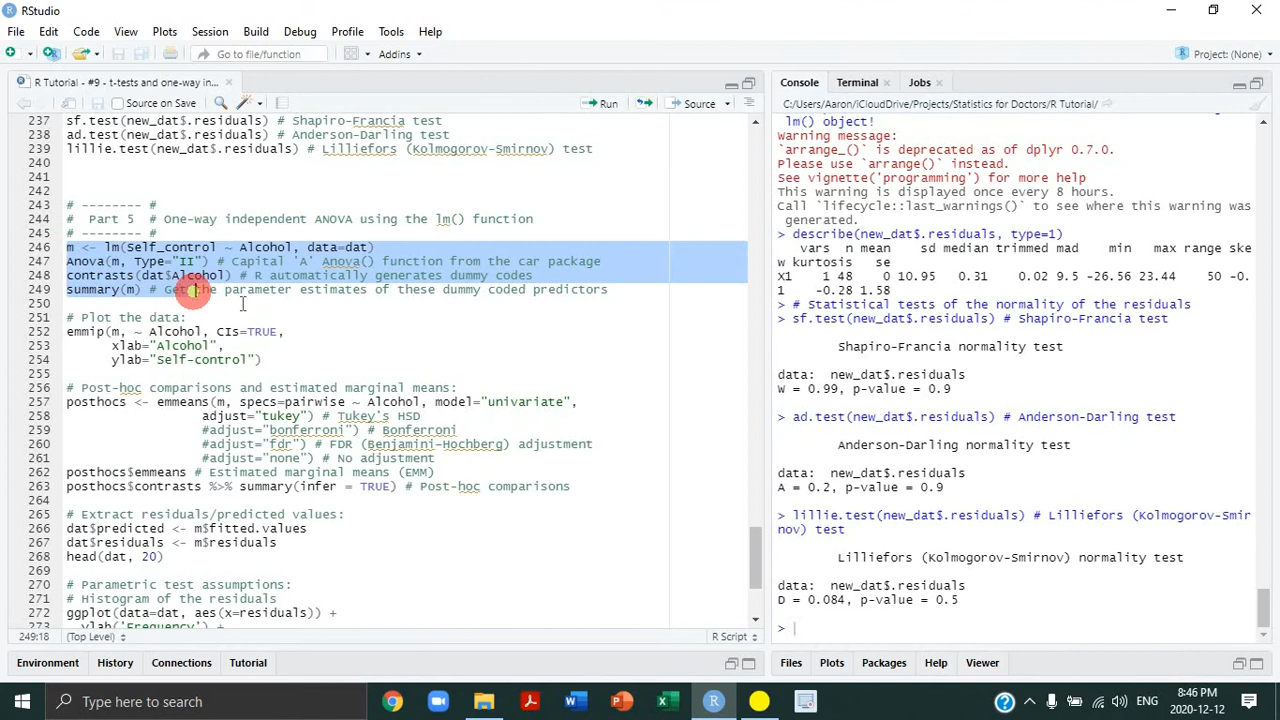 RStudio
File Edit Code View Plots Session Build Debug Profile Tools Help
Go to file/function Addins Project: (None)
R Tutorial - #9 - t-tests and one-way in...
Source on Save Run Source
237 sf.test(new_dat$.residuals) # Shapiro-Francia test
238 ad.test(new_dat$.residuals) # Anderson-Darling test
239 lillie.test(new_dat$.residuals) # Lilliefors (Kolmogorov-Smirnov) test
240
241
242
243 # -------- #
244 #  Part 5  # One-way independent ANOVA using the lm() function
245 # -------- #
246 m <- lm(Self_control ~ Alcohol, data=dat)
247 Anova(m, Type="II") # Capital 'A' Anova() function from the car package
248 contrasts(dat$Alcohol) # R automatically generates dummy codes
249 summary(m) # Get the parameter estimates of these dummy coded predictors
250
251 # Plot the data:
252 emmip(m, ~ Alcohol, CIs=TRUE,
253 xlab="Alcohol",
254 ylab="Self-control")
255
256 # Post-hoc comparisons and estimated marginal means:
257 posthocs <- emmeans(m, specs=pairwise ~ Alcohol, model="univariate",
258 adjust="tukey") # Tukey's HSD
259 #adjust="bonferroni") # Bonferroni
260 #adjust="fdr") # FDR (Benjamini-Hochberg) adjustment
261 #adjust="none") # No adjustment
262 posthocs$emmeans # Estimated marginal means (EMM)
263 posthocs$contrasts %>% summary(infer = TRUE) # Post-hoc comparisons
264
265 # Extract residuals/predicted values:
266 dat$predicted <- m$fitted.values
267 dat$residuals <- m$residuals
268 head(dat, 20)
269
270 # Parametric test assumptions:
271 # Histogram of the residuals
272 ggplot(data=dat, aes(x=residuals)) +
273 ylab('Frequency') +
249:18 (Top Level) R Script
Environment History Connections Tutorial
Console Terminal Jobs
C:/Users/Aaron/iCloudDrive/Projects/Statistics for Doctors/R Tutorial/
lm() object!
Warning message:
`arrange_()` is deprecated as of dplyr 0.7.0.
Please use `arrange()` instead.
See vignette('programming') for more help
This warning is displayed once every 8 hours.
Call `lifecycle::last_warnings()` to see where this warning was
generated.
> describe(new_dat$.residuals, type=1)
vars n mean sd median trimmed mad min max range ske
w kurtosis se
X1 1 48 0 10.95 0.31 0.02 9.5 -26.56 23.44 50 -0.
1 -0.28 1.58
> # Statistical tests of the normality of the residuals
> sf.test(new_dat$.residuals) # Shapiro-Francia test
Shapiro-Francia normality test
data: new_dat$.residuals
W = 0.99, p-value = 0.9
> ad.test(new_dat$.residuals) # Anderson-Darling test
Anderson-Darling normality test
data: new_dat$.residuals
A = 0.2, p-value = 0.9
> lillie.test(new_dat$.residuals) # Lilliefors (Kolmogorov-Smir
nov) test
Lilliefors (Kolmogorov-Smirnov) normality test
data: new_dat$.residuals
D = 0.084, p-value = 0.5
>
Files Plots Packages Help Viewer
Type here to search
ENG
8:46 PM
2020-12-12